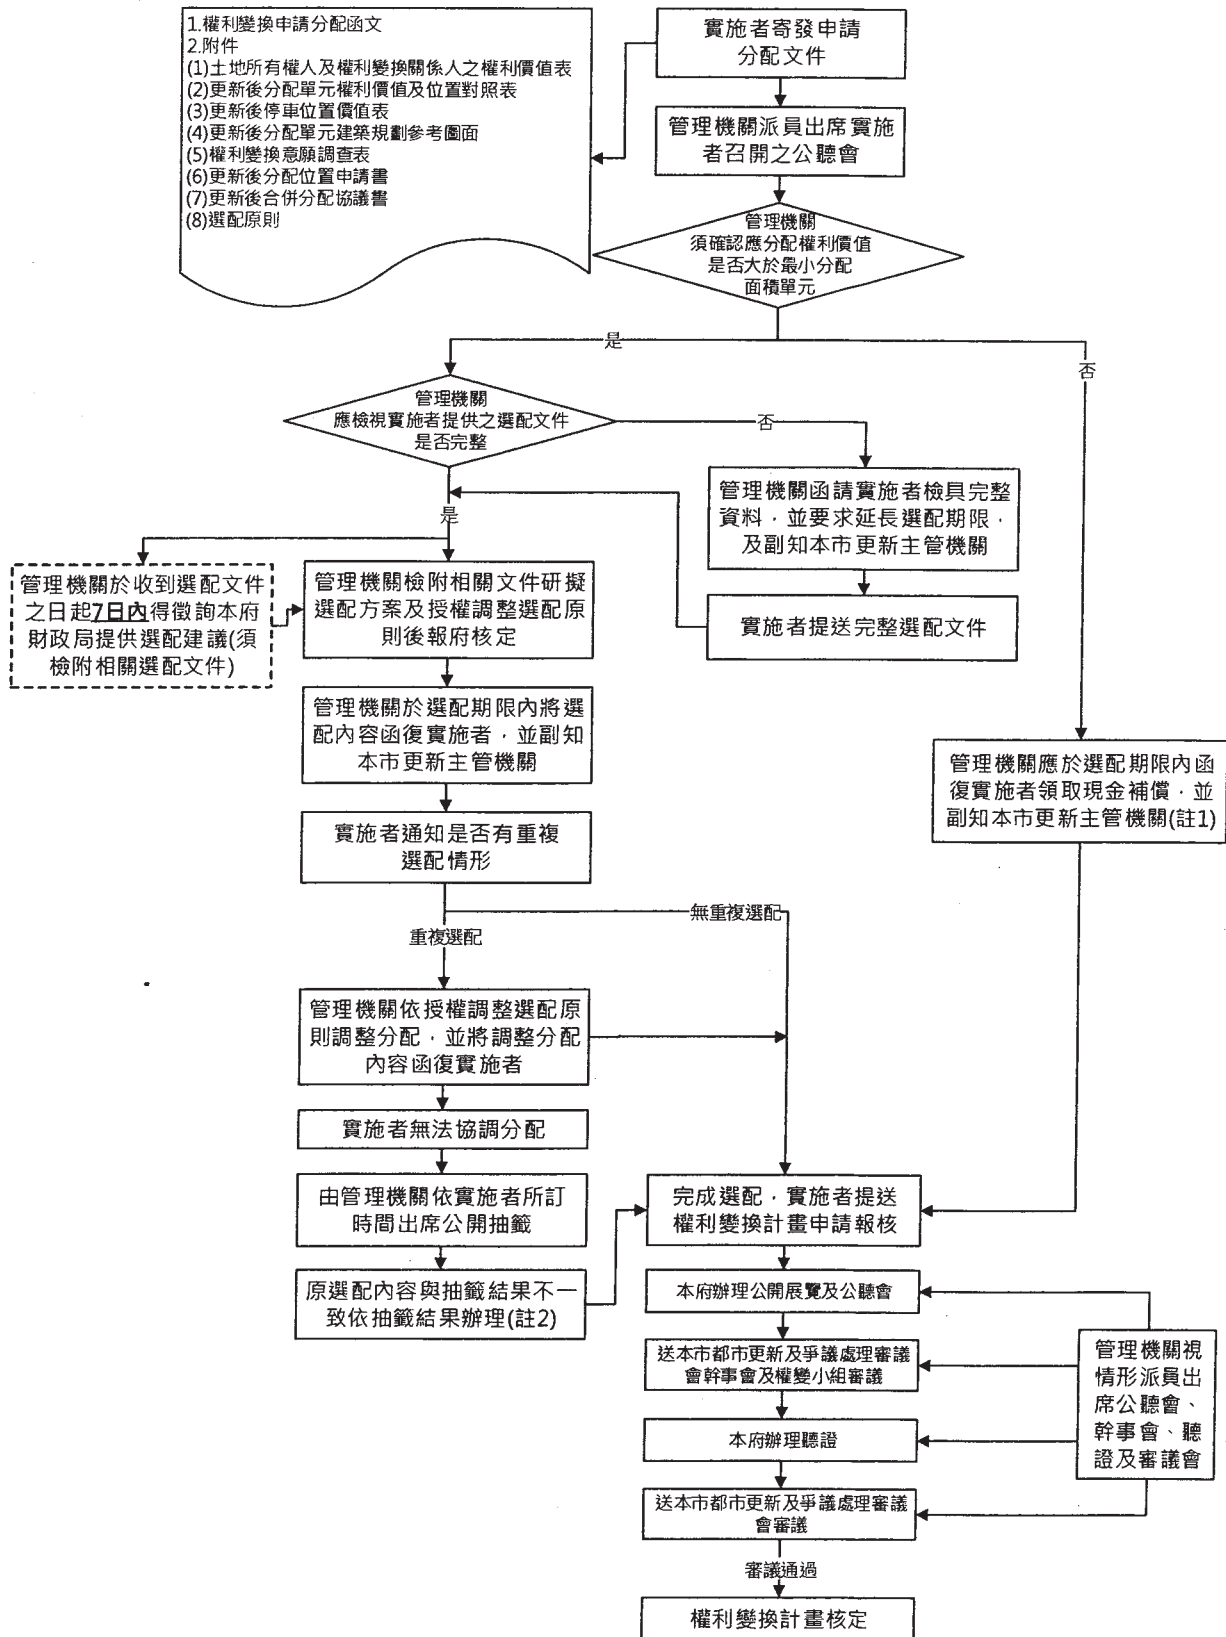 1.權利變換申請分配函文
2.附件
(1)土地所有權人及權利變換關係人之權利價值表
(2)更新後分配單元權利價值及位置對照表
(3)更新後停車位置價值表
(4)更新後分配單元建築規劃參考圖面
(5)權利變換意願調查表
(6)更新後分配位置申請書
(7)更新後合併分配協議書
(8)選配原則
實施者寄發申請
分配文件
管理機關派員出席實施
者召開之公聽會
管理機關
須確認應分配權利價值
是否大於最小分配
面積單元
是
否
管理機關
應檢視實施者提供之選配文件
是否完整
否
管理機關函請實施者檢具完整
資料，並要求延長選配期限，
及副知本市更新主管機關
是
管理機關於收到選配文件
之日起7日內得徵詢本府
財政局提供選配建議(須
檢附相關選配文件)
管理機關檢附相關文件研擬
選配方案及授權調整選配原
則後報府核定
實施者提送完整選配文件
管理機關於選配期限內將選
配內容函復實施者，並副知
本市更新主管機關
管理機關應於選配期限內函
復實施者領取現金補償，並
副知本市更新主管機關(註1)
實施者通知是否有重複
選配情形
無重複選配
重複選配
管理機關依授權調整選配原
則調整分配，並將調整分配
內容函復實施者
實施者無法協調分配
由管理機關依實施者所訂
時間出席公開抽籤
完成選配，實施者提送
權利變換計畫申請報核
原選配內容與抽籤結果不一
致依抽籤結果辦理(註2)
本府辦理公開展覽及公聽會
送本市都市更新及爭議處理審議
會幹事會及權變小組審議
管理機關視
情形派員出
席公聽會、
幹事會、聽
證及審議會
本府辦理聽證
送本市都市更新及爭議處理審議
會審議
審議通過
權利變換計畫核定